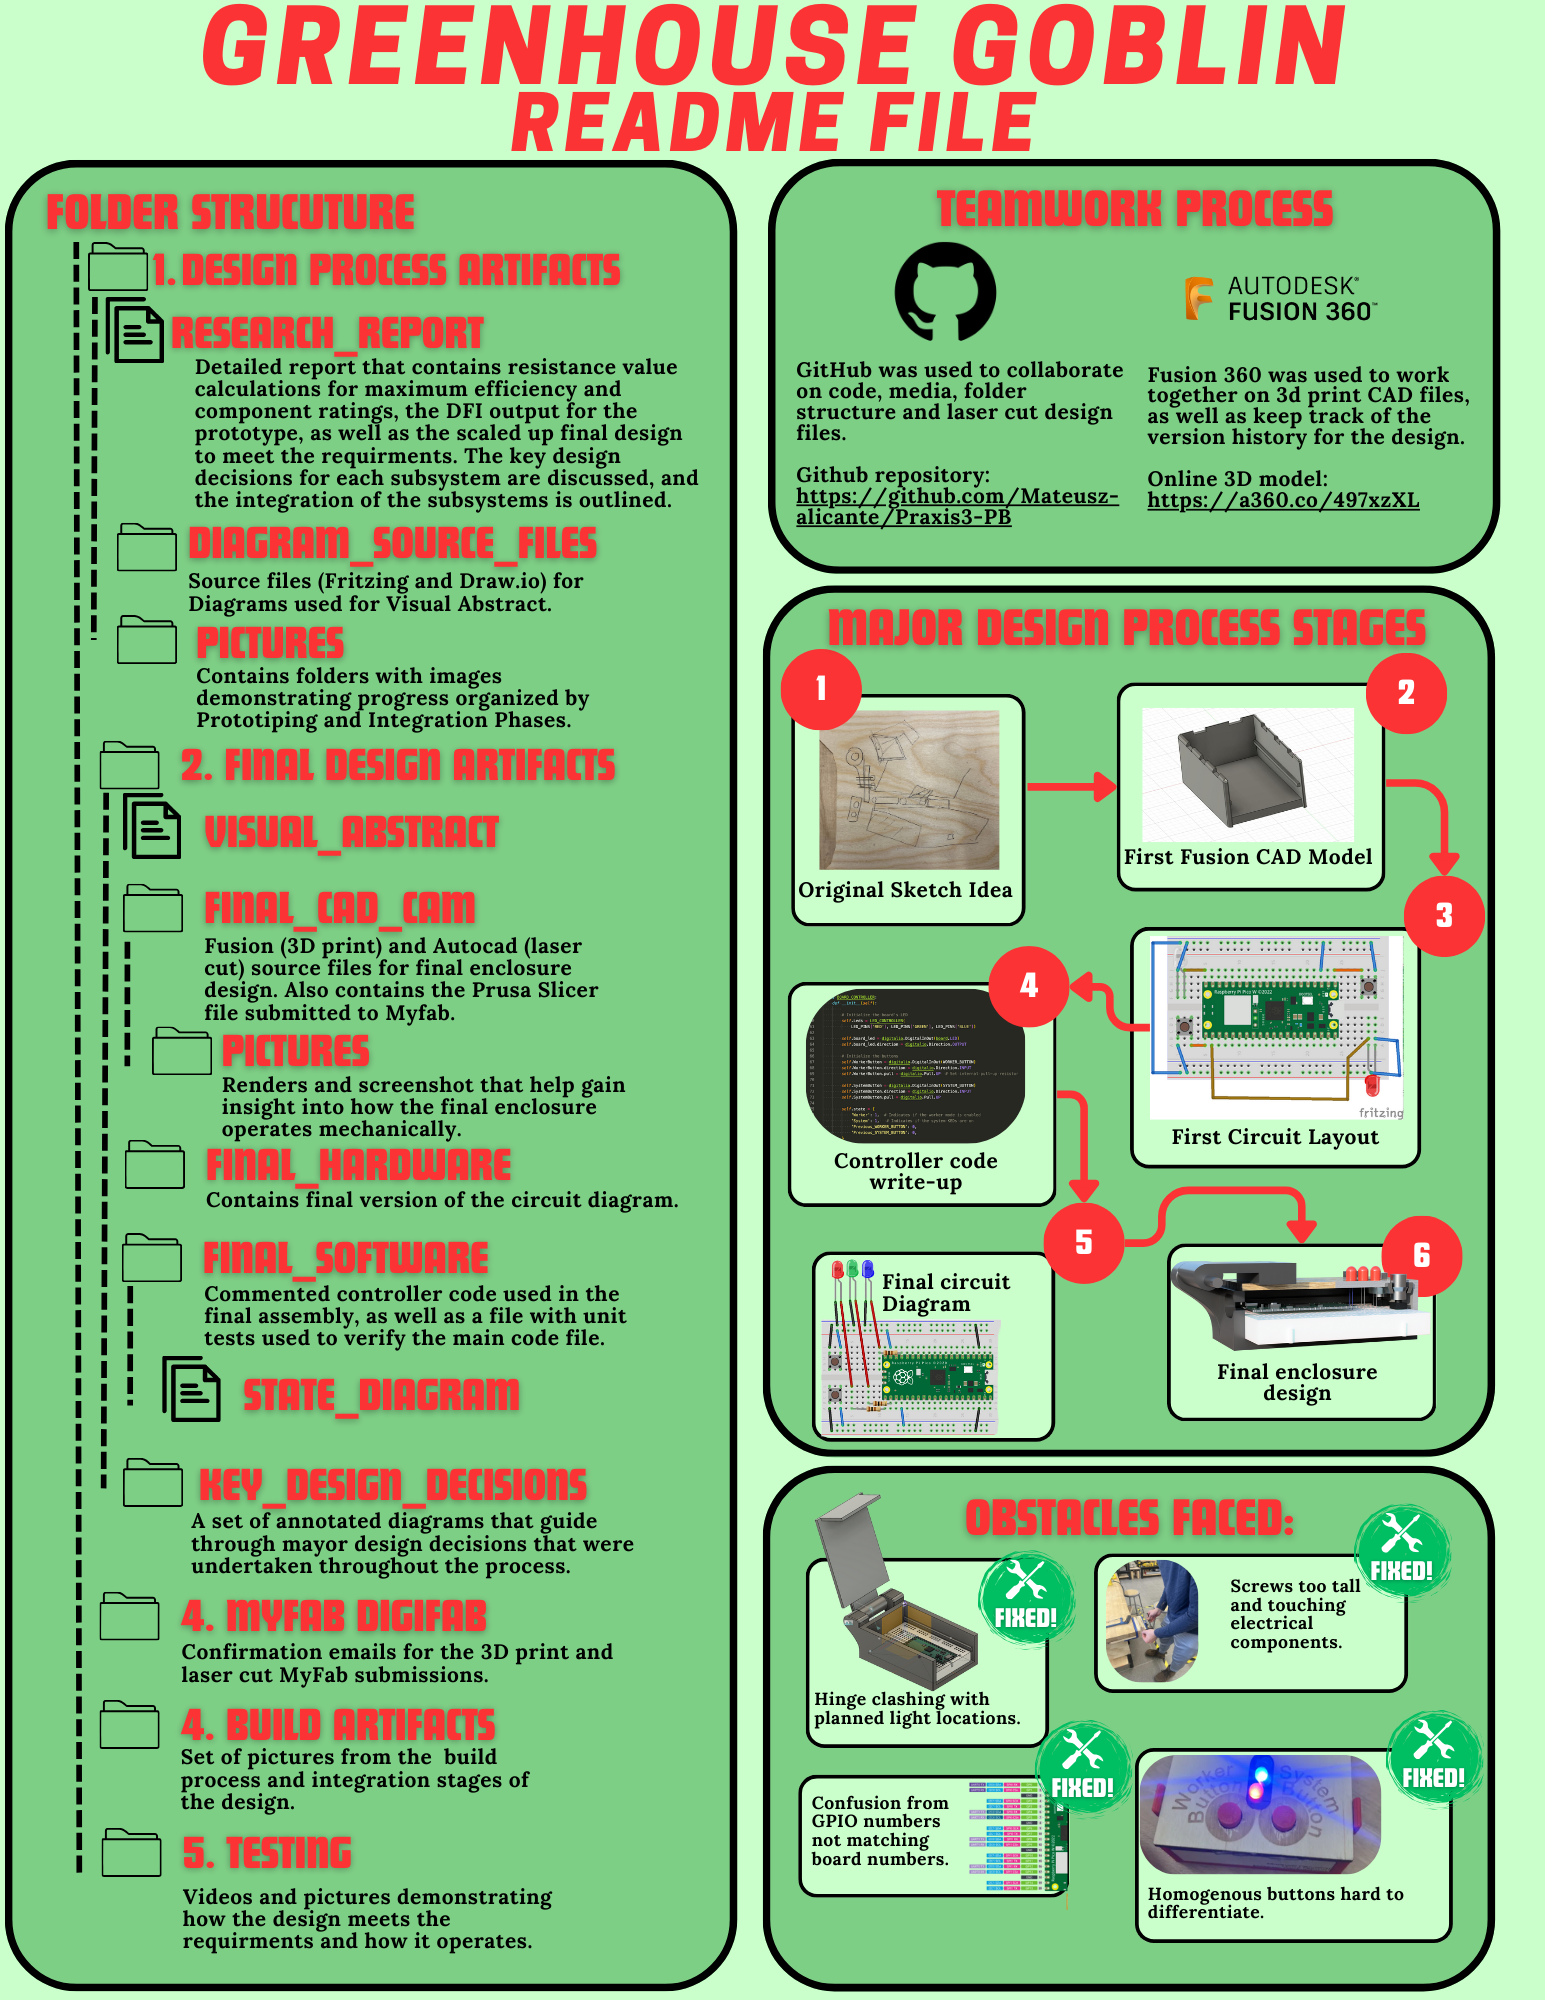 GREENHOUSE GOBLIN
README FILE
FOLDER STRUCUTURE
1. DESIGN PROCESS ARTIFACTS
RESEARCH_REPORT
Detailed report that contains resistance value
calculations for maximum efficiency and
component ratings, the DFI output for the
prototype, as well as the scaled up final design
to meet the requirments. The key design
decisions for each subsystem are discussed, and
the integration of the subsystems is outlined.
DIAGRAM_SOURCE_FILES
Source files (Fritzing and Draw.io) for
Diagrams used for Visual Abstract.
PICTURES
Contains folders with images
demonstrating progress organized by
Prototiping and Integration Phases.
2. FINAL DESIGN ARTIFACTS
VISUAL_ABSTRACT
FINAL_CAD_CAM
Fusion (3D print) and Autocad (laser
cut) source files for final enclosure
design. Also contains the Prusa Slicer
file submitted to Myfab.
PICTURES
Renders and screenshot that help gain
insight into how the final enclosure
operates mechanically.
FINAL_HARDWARE
Contains final version of the circuit diagram.
FINAL_SOFTWARE
Commented controller code used in the
final assembly, as well as a file with unit
tests used to verify the main code file.
STATE_DIAGRAM
KEY_DESIGN_DECISIONS
A set of annotated diagrams that guide
through mayor design decisions that were
undertaken throughout the process.
4. MYFAB DIGIFAB
Confirmation emails for the 3D print and
laser cut MyFab submissions.
4. BUILD ARTIFACTS
Set of pictures from the build
process and integration stages of
the design.
5. TESTING
Videos and pictures demonstrating
how the design meets the
requirments and how it operates.
TEAMWORK PROCESS
AUTODESK
FUSION 360™
GitHub was used to collaborate
on code, media, folder
structure and laser cut design
files.
Github repository:
https://github.com/Mateusz-
alicante/Praxis3-PB
Fusion 360 was used to work
together on 3d print CAD files,
as well as keep track of the
version history for the design.
Online 3D model:
https://a360.co/497xzXL
MAJOR DESIGN PROCESS STAGES
1
Original Sketch Idea
2
First Fusion CAD Model
3
Raspberry Pi Pico W ©2022
fritzing
First Circuit Layout
4
Controller code
write-up
5
Final circuit
Diagram
6
Final enclosure
design
OBSTACLES FACED:
FIXED!
Hinge clashing with
planned light locations.
FIXED!
Screws too tall
and touching
electrical
components.
FIXED!
Confusion from
GPIO numbers
not matching
board numbers.
FIXED!
Worker Button
System Button
Homogenous buttons hard to
differentiate.